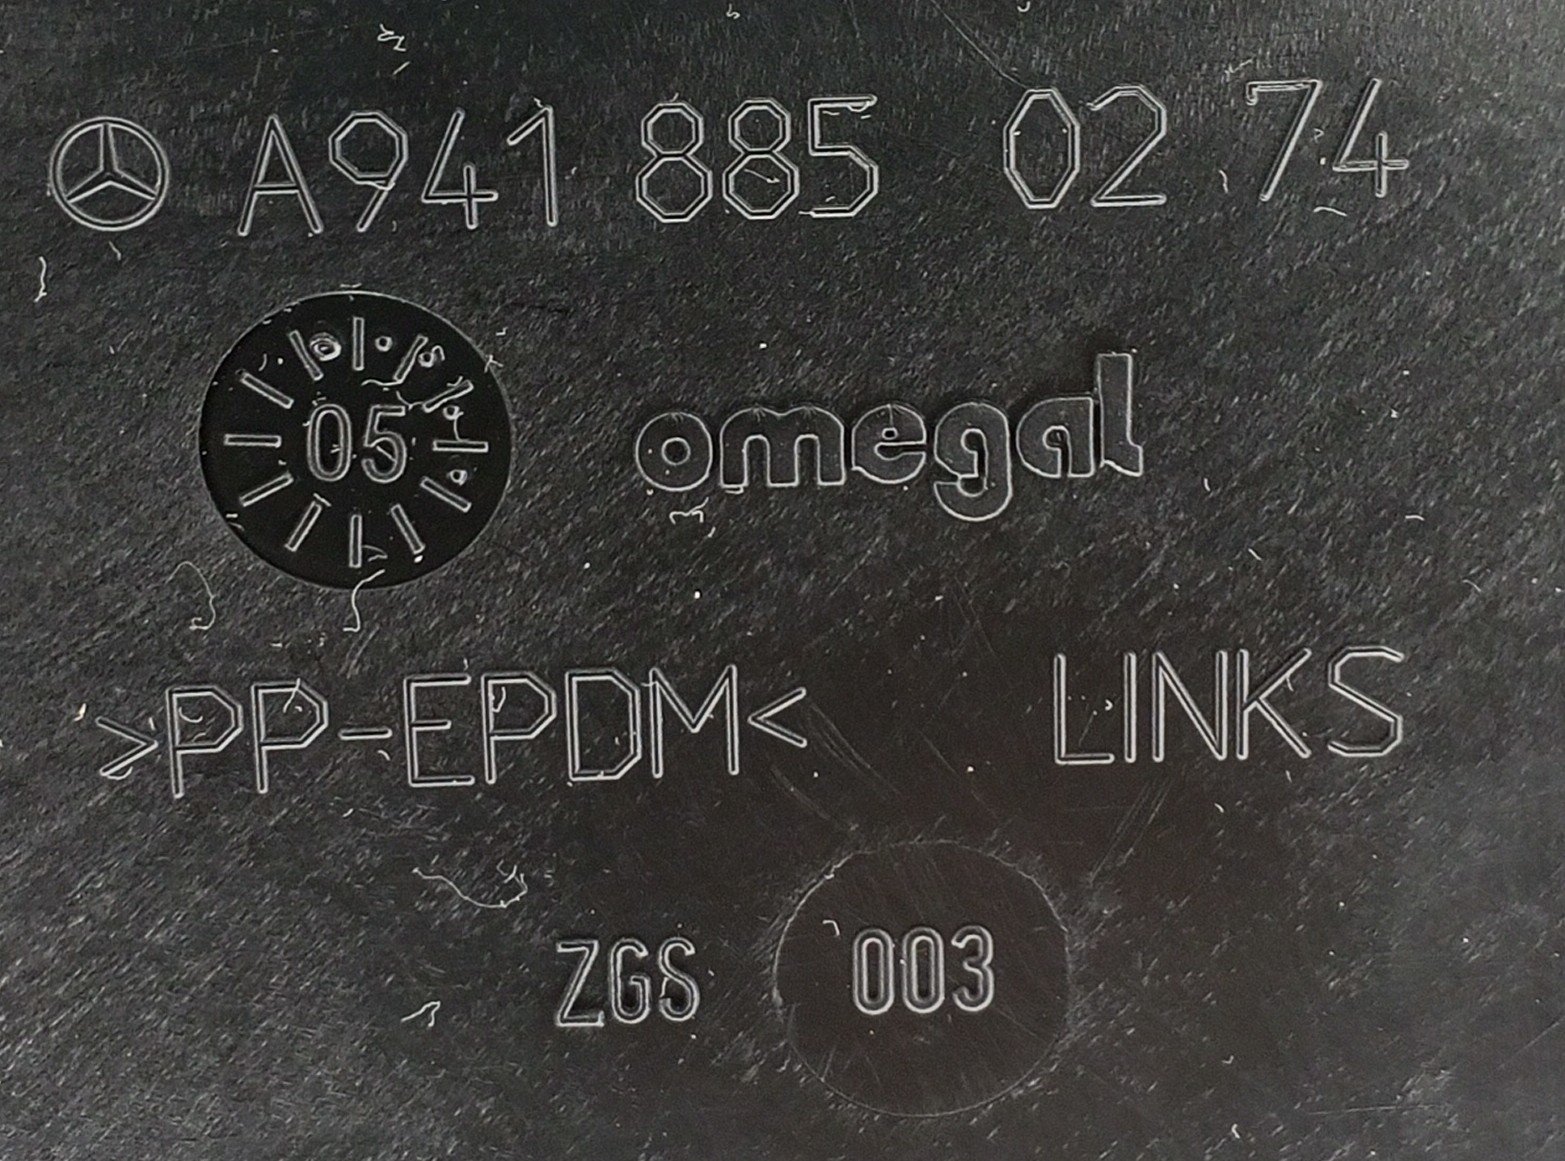 A941 885 02 74
05
omegal
>PP-EPDM<
LINKS
ZGS 003